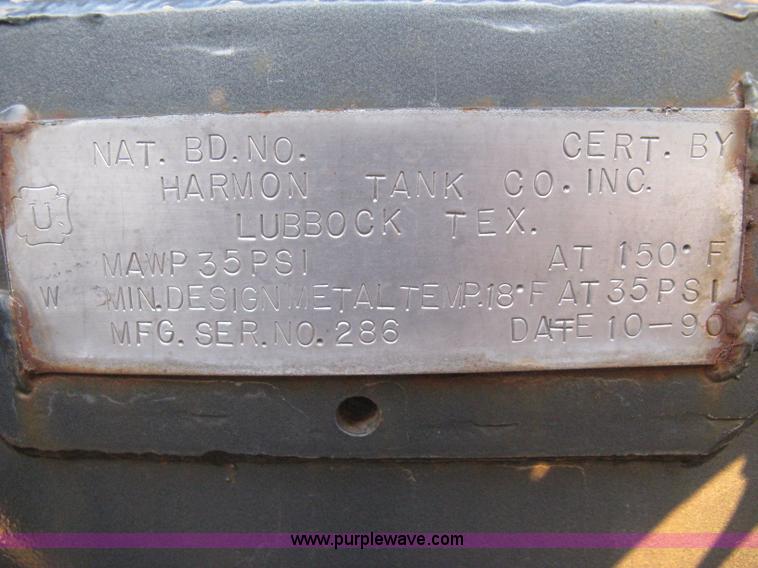 NAT. BD. NO. CERT. BY
HARMON TANK CO. INC.
U
LUBBOCK TEX.
MAWP 35 PSI AT 150°F
W MIN. DESIGN METAL TEMP. 18°F AT 35 PSI
MFG. SER. NO. 286 DATE 10-90
www.purplewave.com